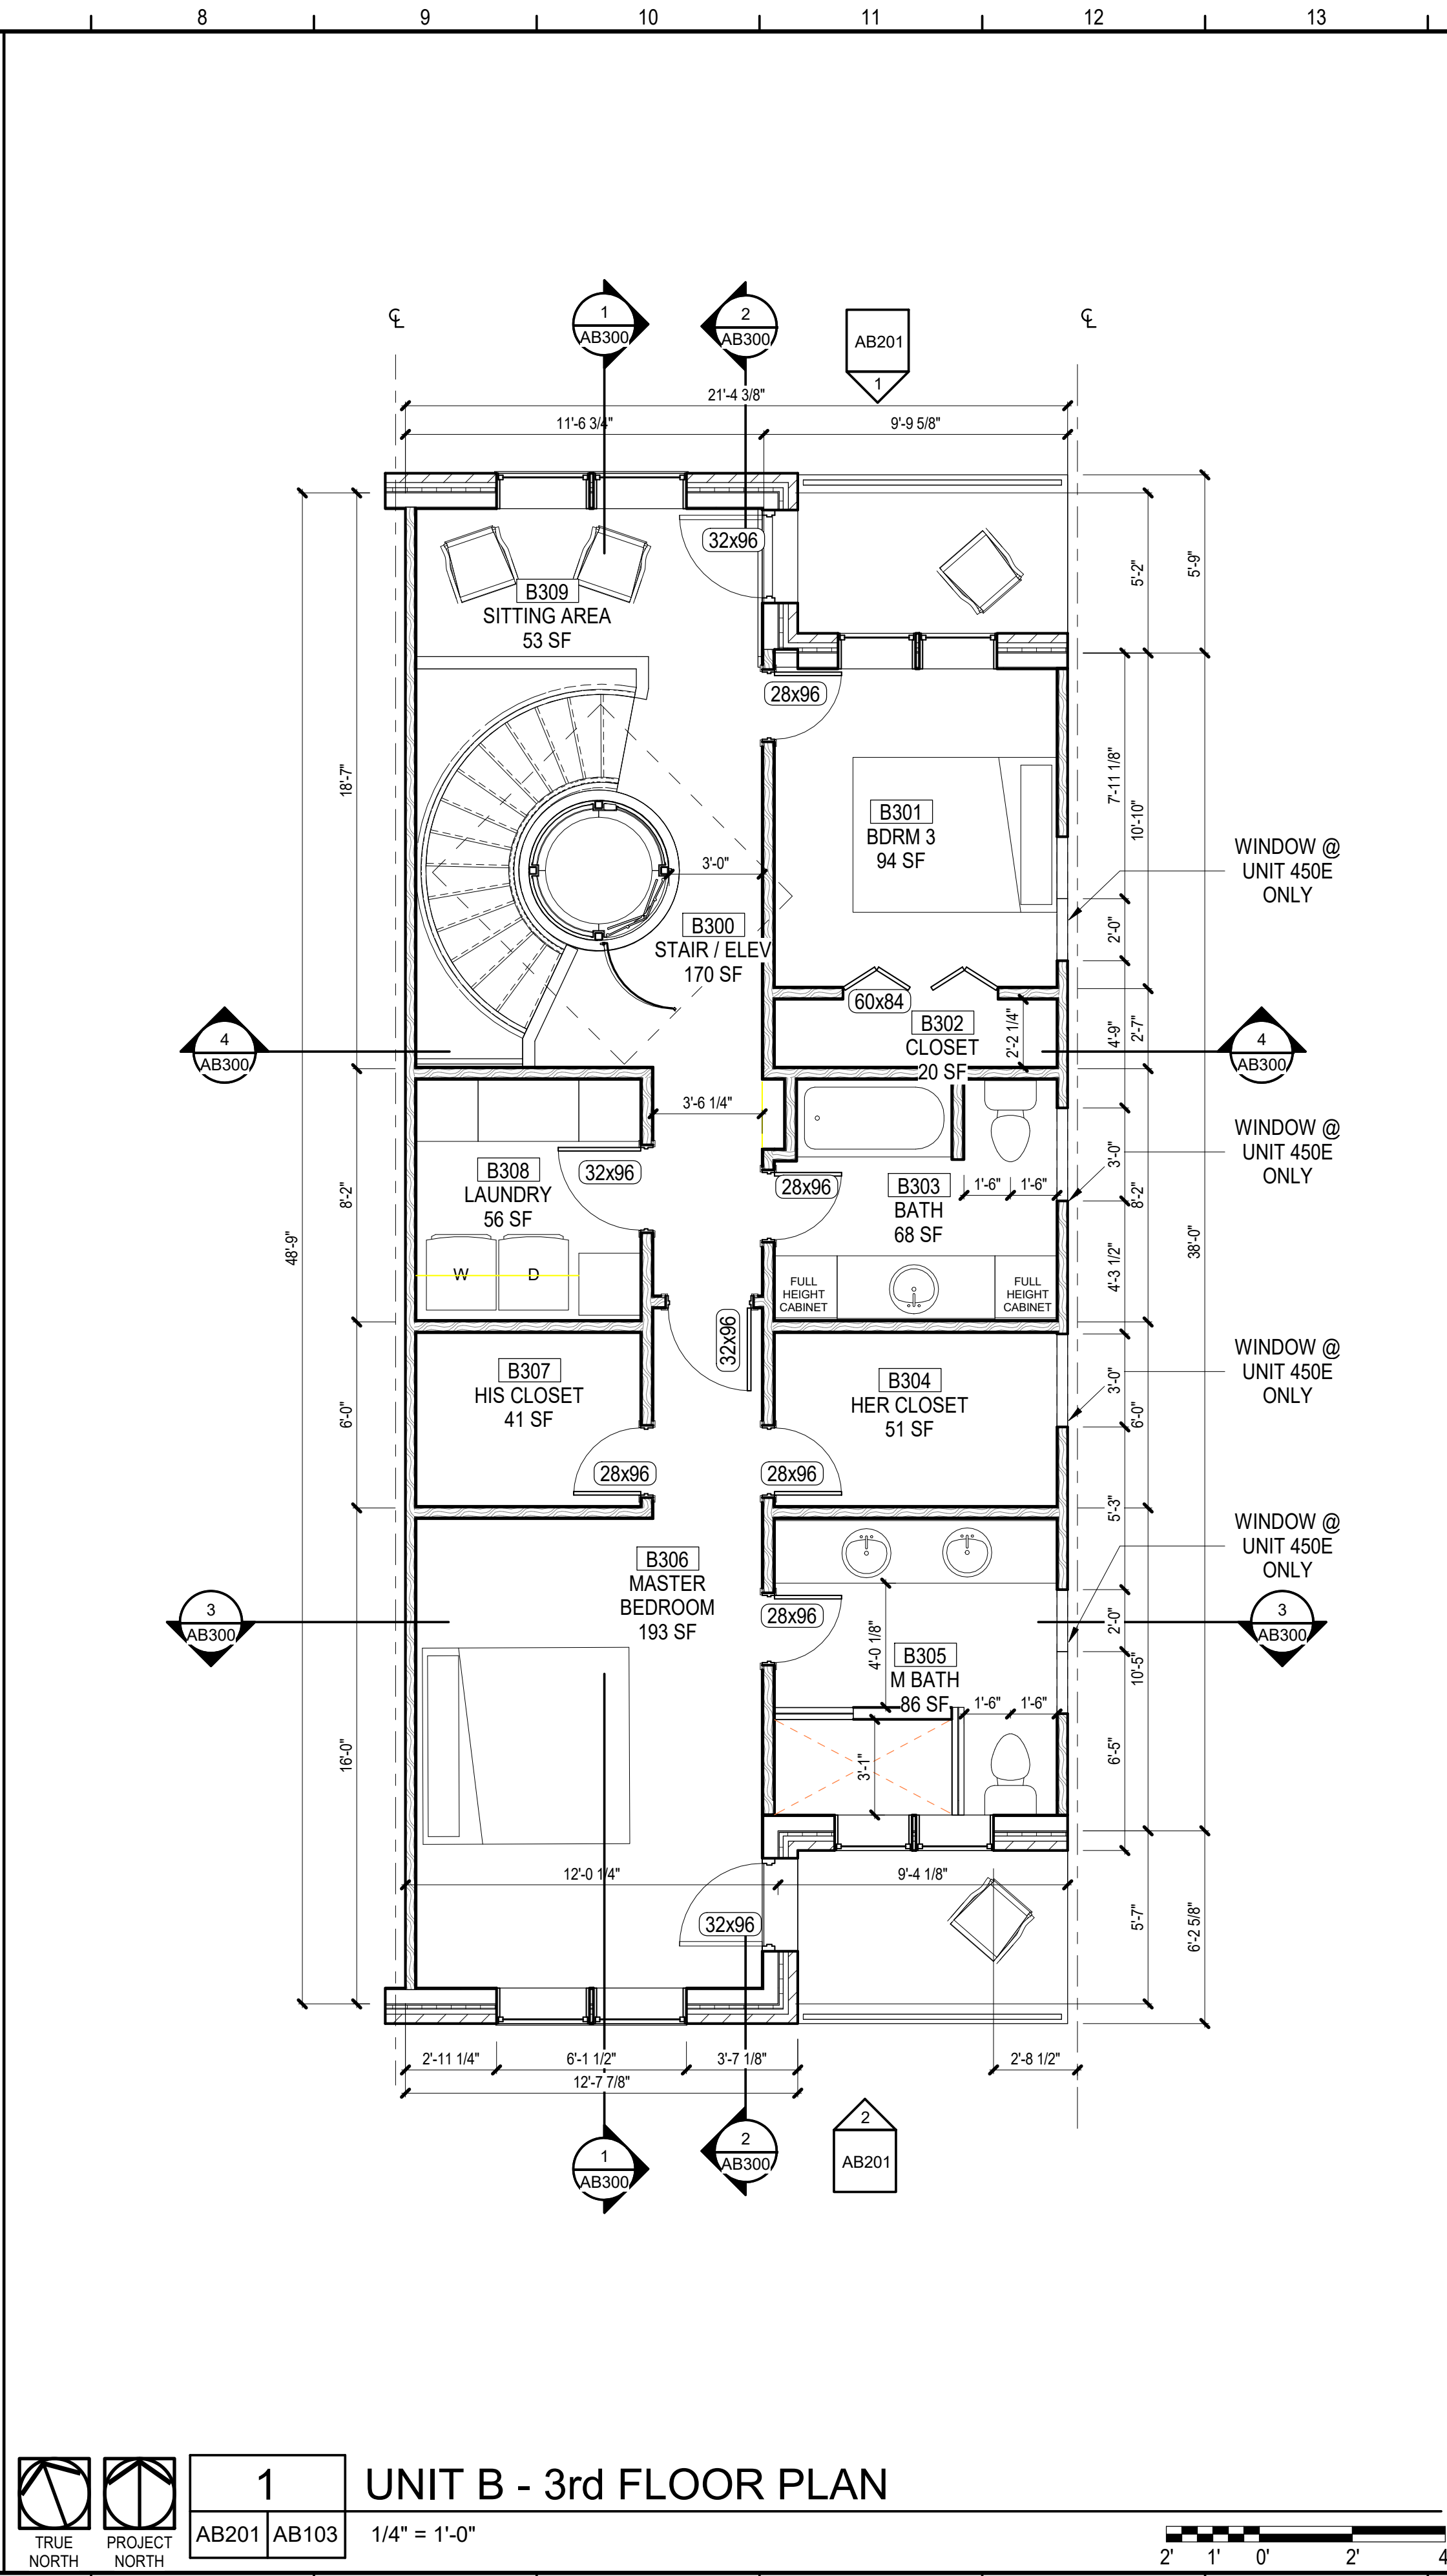 8 9 10 11 12 13
℄ 1 2 AB201 ℄
AB300 AB300 1
21'-4 3/8"
11'-6 3/4" 9'-9 5/8"
32x96
5'-2" 5'-9"
B309
SITTING AREA
53 SF
28x96
18'-7"
7'-11 1/8"
10'-10"
B301
BDRM 3
94 SF
WINDOW @
UNIT 450E
ONLY
3'-0"
B300
STAIR / ELEV
170 SF
2'-0"
60x84
B302
CLOSET
20 SF
2'-2 1/4"
4'-9" 2'-7"
4
AB300
4
AB300
3'-6 1/4"
WINDOW @
UNIT 450E
ONLY
3'-0"
B308
LAUNDRY
56 SF
32x96
28x96
B303
BATH
68 SF
1'-6" 1'-6"
8'-2" 8'-2"
48'-9" 38'-0"
4'-3 1/2"
W D
FULL
HEIGHT
CABINET
FULL
HEIGHT
CABINET
32x96
WINDOW @
UNIT 450E
ONLY
3'-0"
B307
HIS CLOSET
41 SF
B304
HER CLOSET
51 SF
6'-0" 6'-0"
28x96 28x96
5'-3"
WINDOW @
UNIT 450E
ONLY
B306
MASTER
BEDROOM
193 SF
28x96
2'-0"
3
AB300
3
AB300
4'-0 1/8"
B305
M BATH
86 SF
1'-6" 1'-6"
10'-5"
16'-0"
3'-1"
6'-5"
12'-0 1/4" 9'-4 1/8"
32x96
5'-7" 6'-2 5/8"
2'-11 1/4" 6'-1 1/2" 3'-7 1/8" 2'-8 1/2"
12'-7 7/8"
1 2 2
AB300 AB300 AB201
1 UNIT B - 3rd FLOOR PLAN
AB201 AB103 1/4" = 1'-0"
TRUE
NORTH
PROJECT
NORTH
2' 1' 0' 2' 4